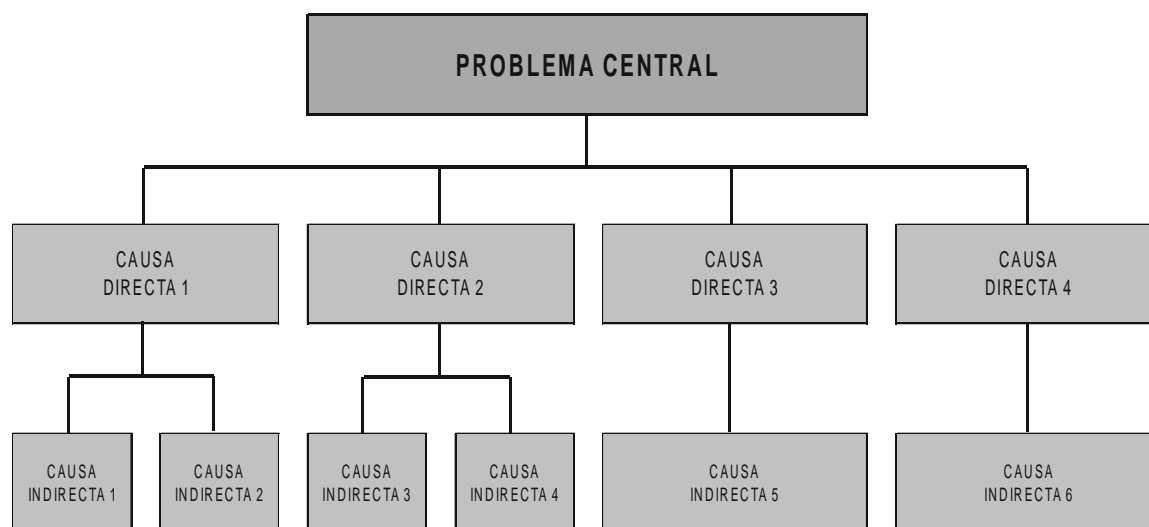 PROBLEMA CENTRAL
CAUSA
DIRECTA 1
CAUSA
DIRECTA 2
CAUSA
DIRECTA 3
CAUSA
DIRECTA 4
CAUSA
INDIRECTA 1
CAUSA
INDIRECTA 2
CAUSA
INDIRECTA 3
CAUSA
INDIRECTA 4
CAUSA
INDIRECTA 5
CAUSA
INDIRECTA 6